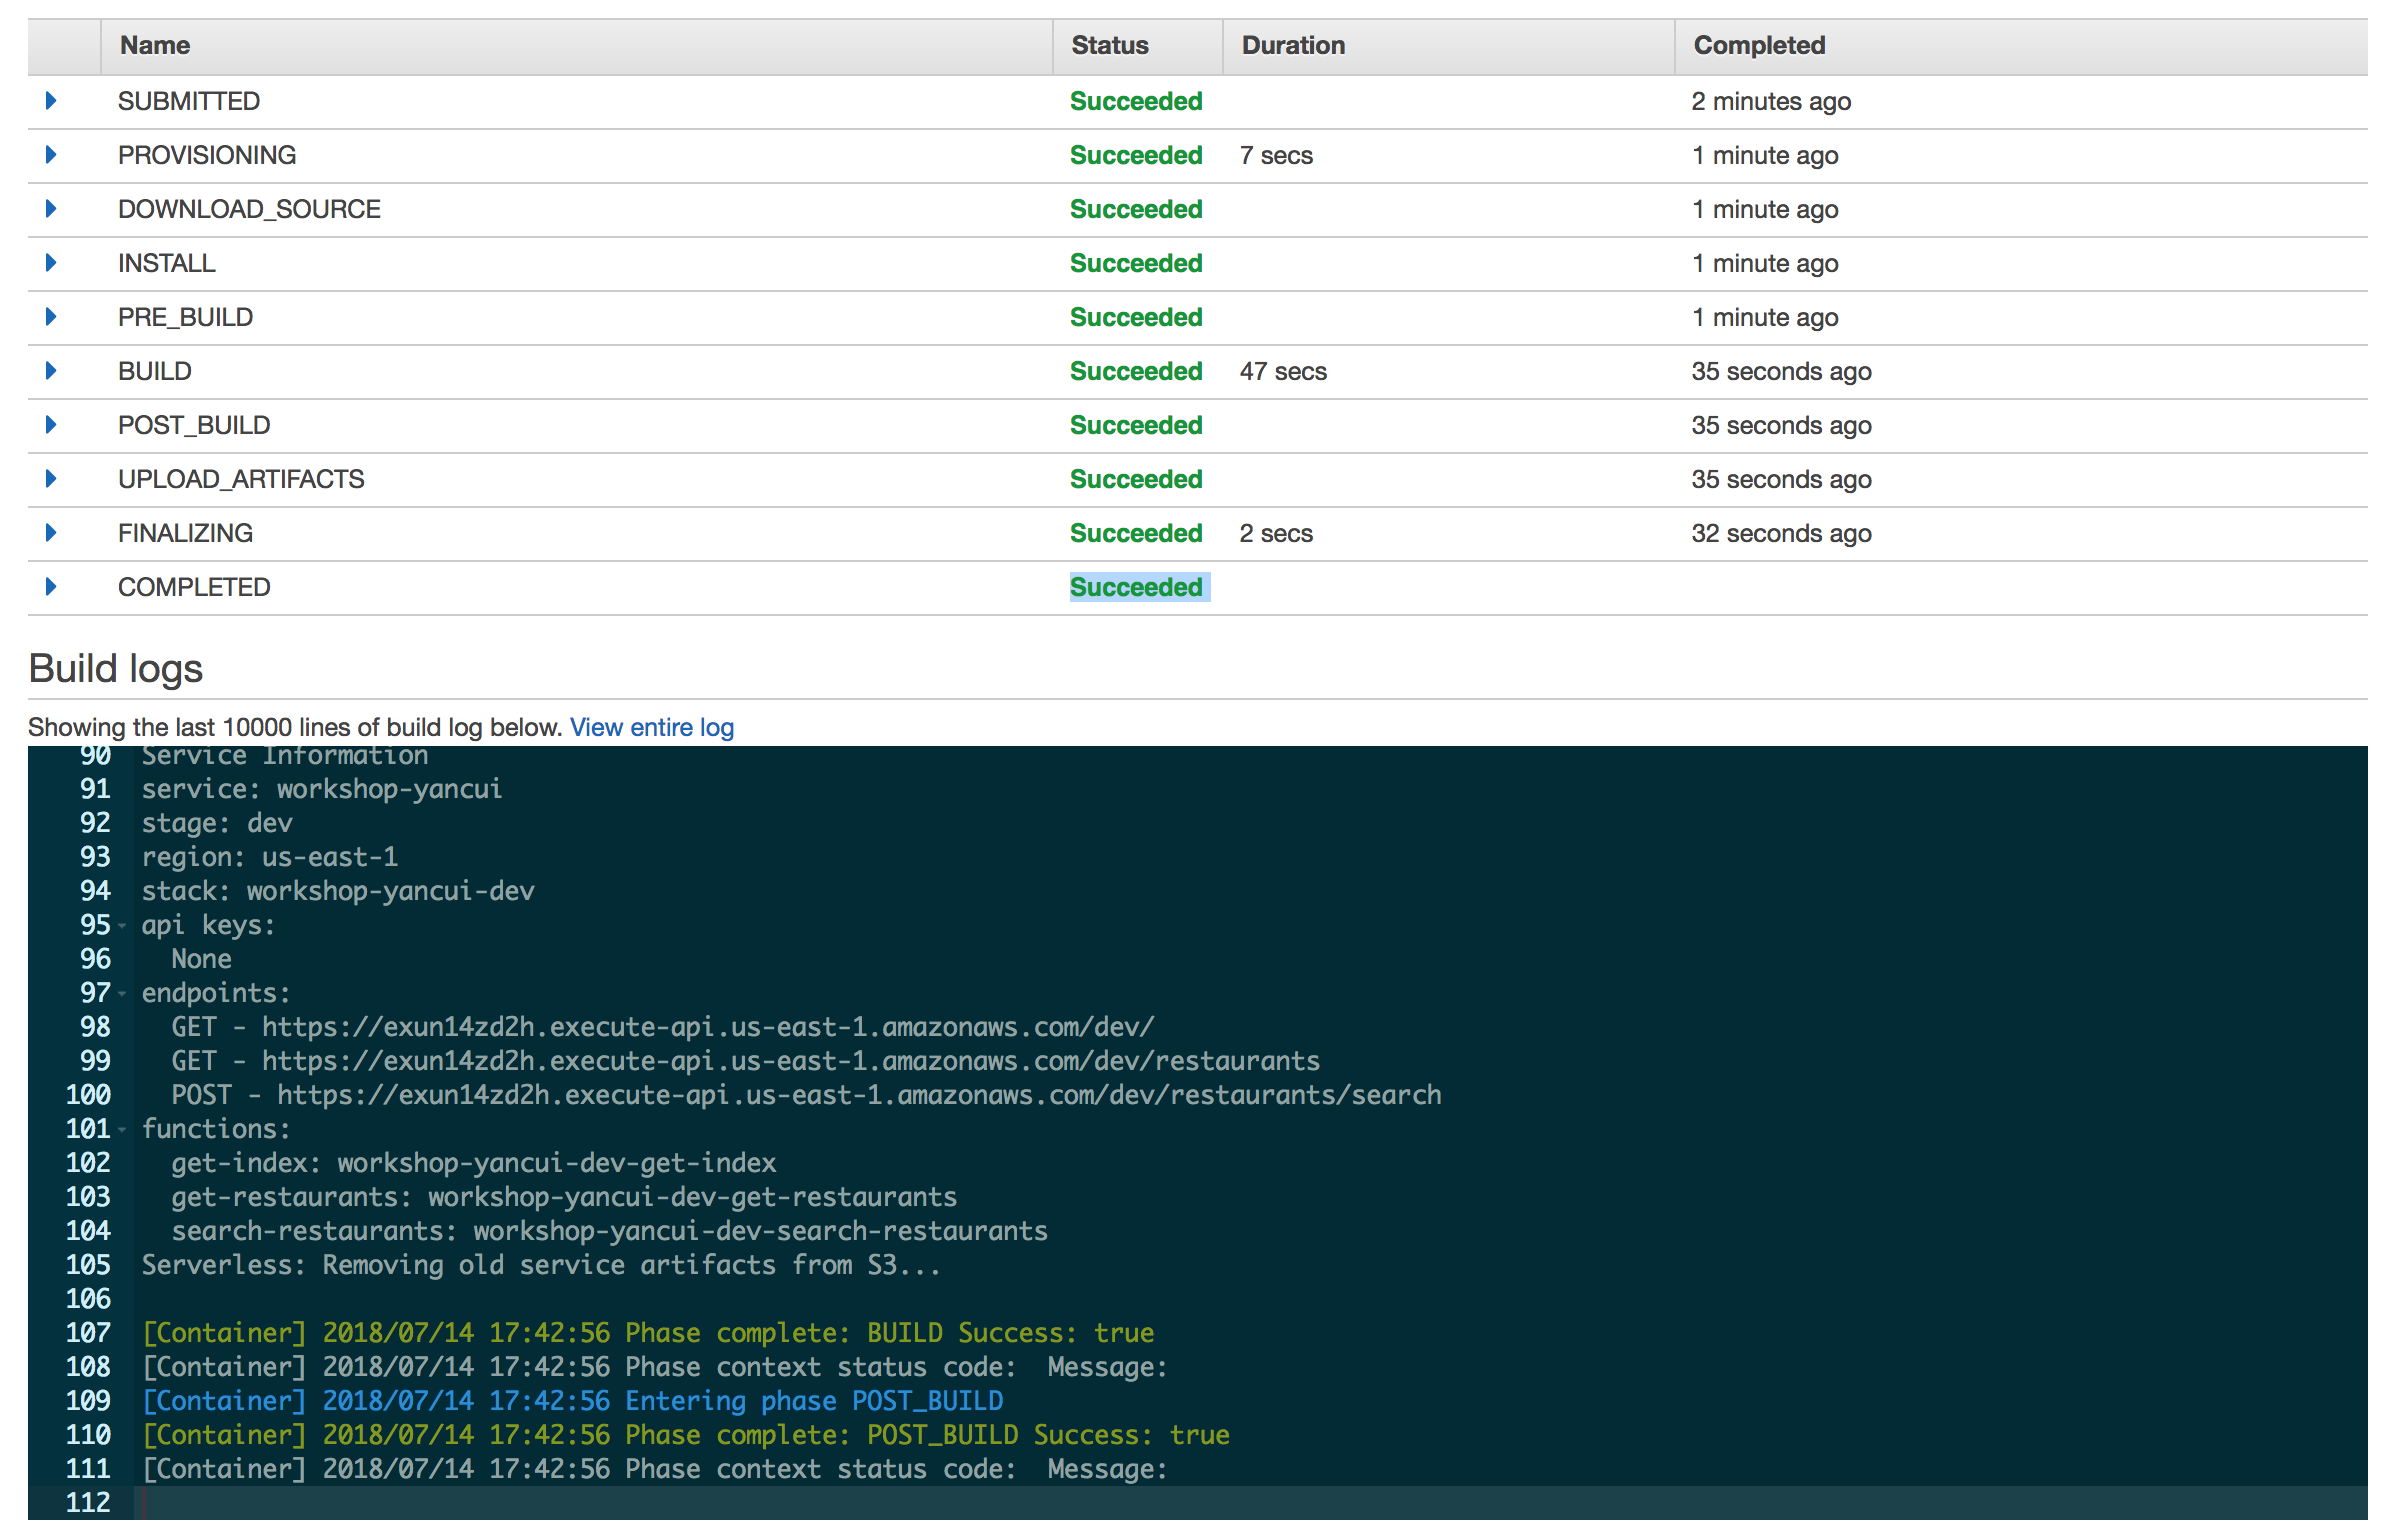 Name Status Duration Completed
SUBMITTED Succeeded 2 minutes ago
PROVISIONING Succeeded 7 secs 1 minute ago
DOWNLOAD_SOURCE Succeeded 1 minute ago
INSTALL Succeeded 1 minute ago
PRE_BUILD Succeeded 1 minute ago
BUILD Succeeded 47 secs 35 seconds ago
POST_BUILD Succeeded 35 seconds ago
UPLOAD_ARTIFACTS Succeeded 35 seconds ago
FINALIZING Succeeded 2 secs 32 seconds ago
COMPLETED Succeeded
Build logs
Showing the last 10000 lines of build log below. View entire log
90 Service Information
91 service: workshop-yancui
92 stage: dev
93 region: us-east-1
94 stack: workshop-yancui-dev
95 api keys:
96 None
97 endpoints:
98 GET - https://exun14zd2h.execute-api.us-east-1.amazonaws.com/dev/
99 GET - https://exun14zd2h.execute-api.us-east-1.amazonaws.com/dev/restaurants
100 POST - https://exun14zd2h.execute-api.us-east-1.amazonaws.com/dev/restaurants/search
101 functions:
102 get-index: workshop-yancui-dev-get-index
103 get-restaurants: workshop-yancui-dev-get-restaurants
104 search-restaurants: workshop-yancui-dev-search-restaurants
105 Serverless: Removing old service artifacts from S3...
106
107 [Container] 2018/07/14 17:42:56 Phase complete: BUILD Success: true
108 [Container] 2018/07/14 17:42:56 Phase context status code:  Message:
109 [Container] 2018/07/14 17:42:56 Entering phase POST_BUILD
110 [Container] 2018/07/14 17:42:56 Phase complete: POST_BUILD Success: true
111 [Container] 2018/07/14 17:42:56 Phase context status code:  Message:
112